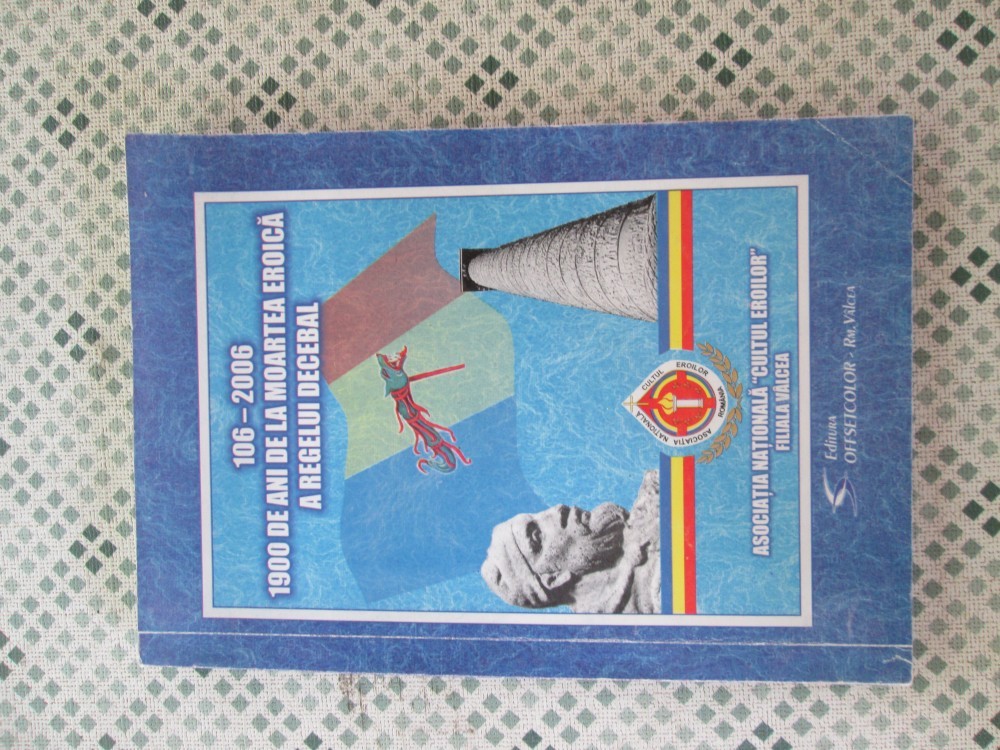 106 – 2006
1900 DE ANI DE LA MOARTEA EROICĂ
A REGELUI DECEBAL
CULTUL EROILOR
ASOCIAȚIA NAȚIONALĂ
ROMÂNIA
ASOCIAȚIA NAȚIONALĂ "CULTUL EROILOR"
FILIALA VÂLCEA
Editura
OFFSETCOLOR - Rm. Vâlcea